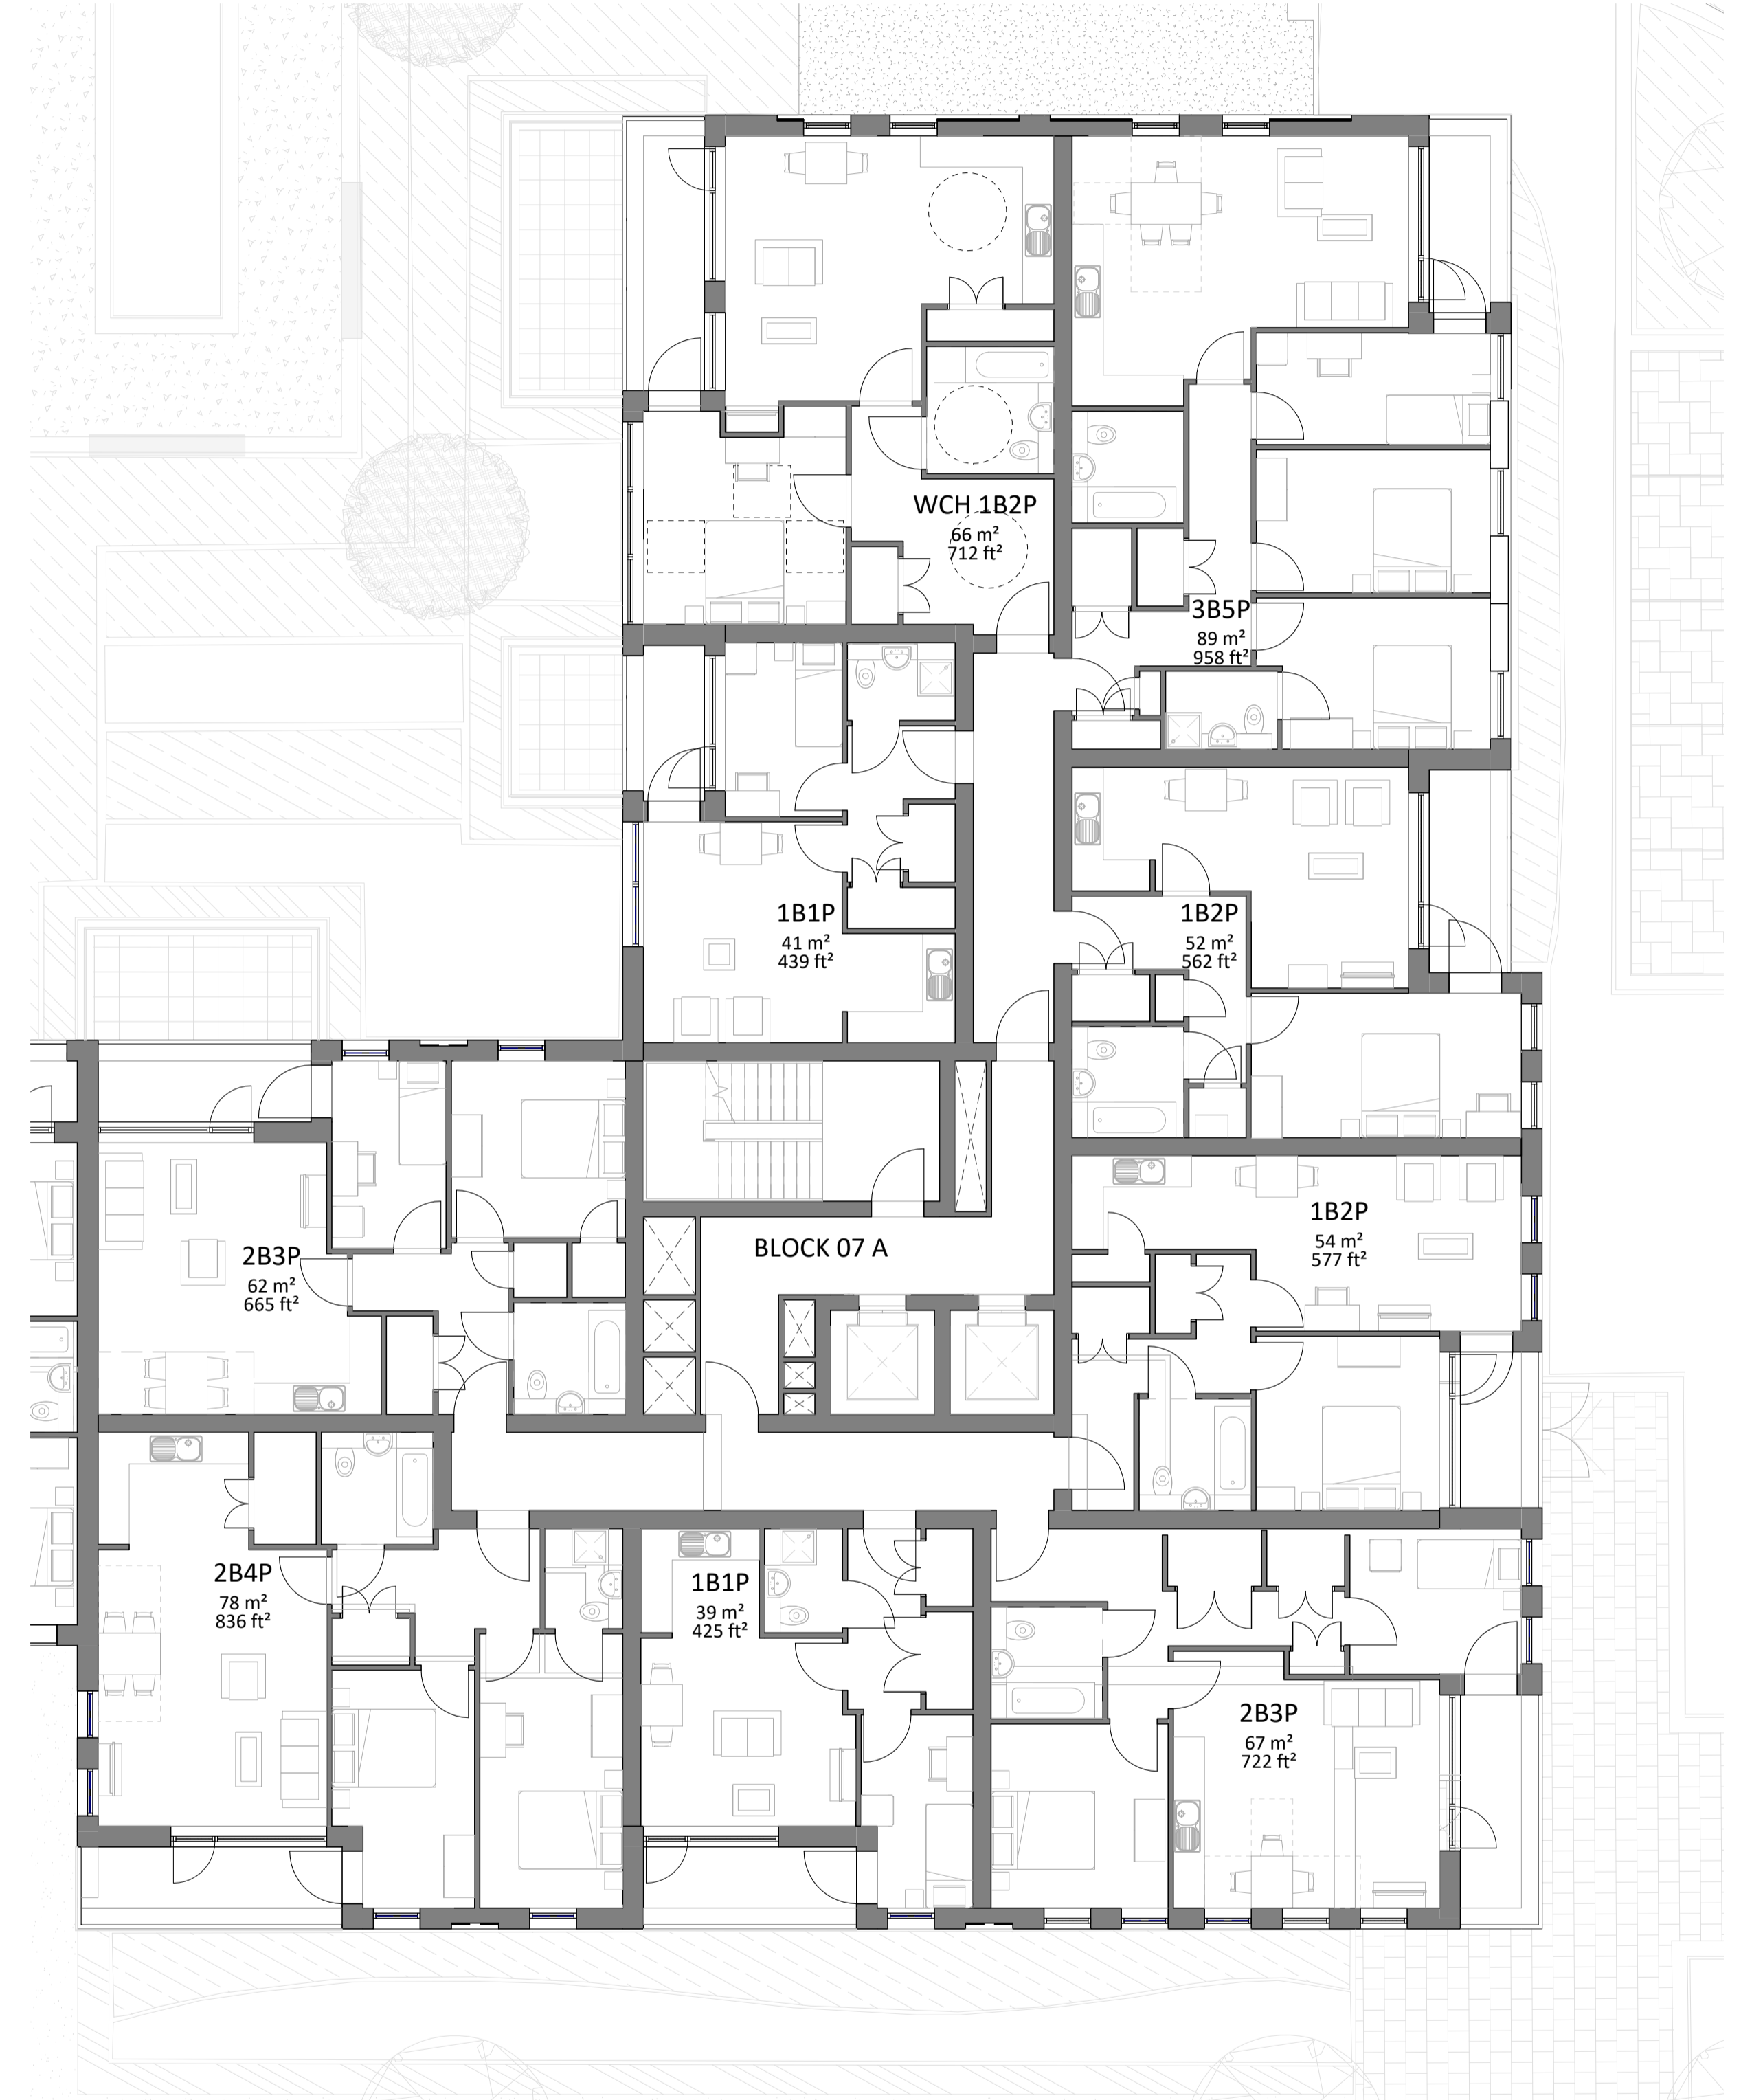 WCH 1B2P
66 m²
712 ft²
3B5P
89 m²
958 ft²
1B1P
41 m²
439 ft²
1B2P
52 m²
562 ft²
1B2P
54 m²
577 ft²
BLOCK 07 A
2B3P
62 m²
665 ft²
2B4P
78 m²
836 ft²
1B1P
39 m²
425 ft²
2B3P
67 m²
722 ft²